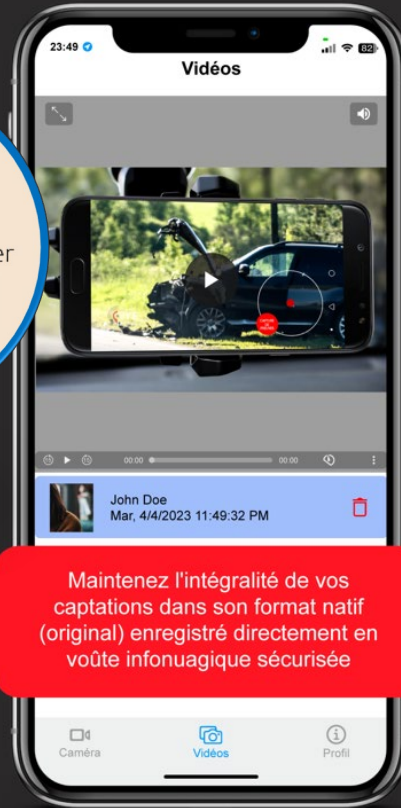 23:49
82
Vidéos
er
00:00
00:00
John Doe
Mar, 4/4/2023 11:49:32 PM
Maintenez l'intégralité de vos
captations dans son format natif
(original) enregistré directement en
voûte infonuagique sécurisée
Caméra
Vidéos
Profil